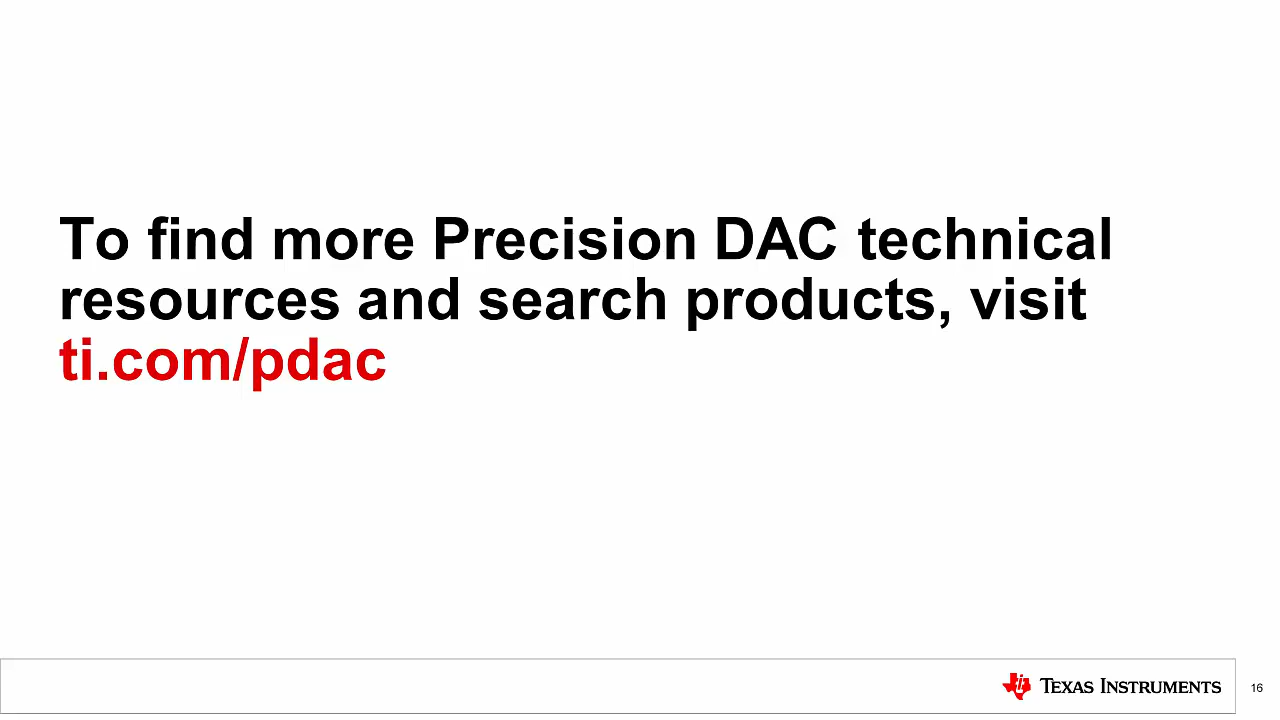 To find more Precision DAC technical
resources and search products, visit
ti.com/pdac
TEXAS INSTRUMENTS
16